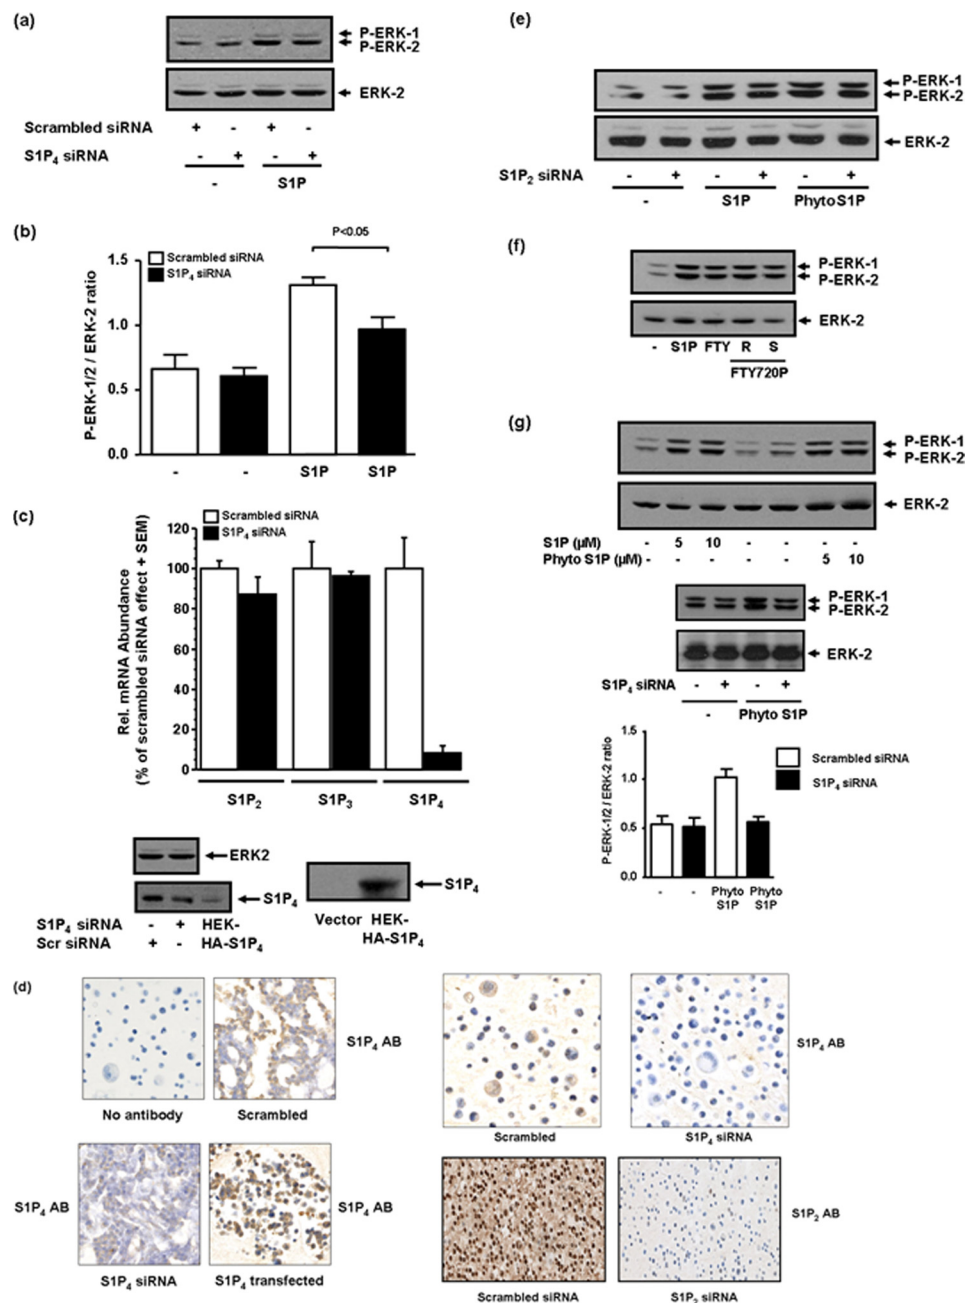 (a)
P-ERK-1
P-ERK-2
ERK-2
Scrambled siRNA + - + -
S1P4 siRNA - + - +
- S1P
(b)
P<0.05
Scrambled siRNA
S1P4 siRNA
P-ERK-1/2 / ERK-2 ratio
1.5
1.0
0.5
0.0
- - S1P S1P
(c)
Scrambled siRNA
S1P4 siRNA
Rel. mRNA Abundance
(% of scrambled siRNA effect + SEM)
120
100
80
60
40
20
0
S1P2 S1P3 S1P4
ERK2
S1P4
S1P4 siRNA - + HEK-
Scr siRNA + - HA-S1P4
S1P4
Vector HEK-
HA-S1P4
(e)
P-ERK-1
P-ERK-2
ERK-2
S1P2 siRNA - + - + - +
- S1P PhytoS1P
(f)
P-ERK-1
P-ERK-2
ERK-2
- S1P FTY R S
FTY720P
(g)
P-ERK-1
P-ERK-2
ERK-2
S1P (µM) - 5 10 - - - -
Phyto S1P (µM) - - - - - 5 10
P-ERK-1
P-ERK-2
ERK-2
S1P4 siRNA - + - +
- Phyto S1P
Scrambled siRNA
S1P4 siRNA
P-ERK-1/2 / ERK-2 ratio
1.5
1.0
0.5
0.0
- - Phyto S1P Phyto S1P
(d)
S1P4 AB
No antibody Scrambled
S1P4 AB
S1P4 AB
S1P4 siRNA S1P4 transfected
S1P4 AB
Scrambled S1P4 siRNA
S1P2 AB
Scrambled siRNA S1P2 siRNA